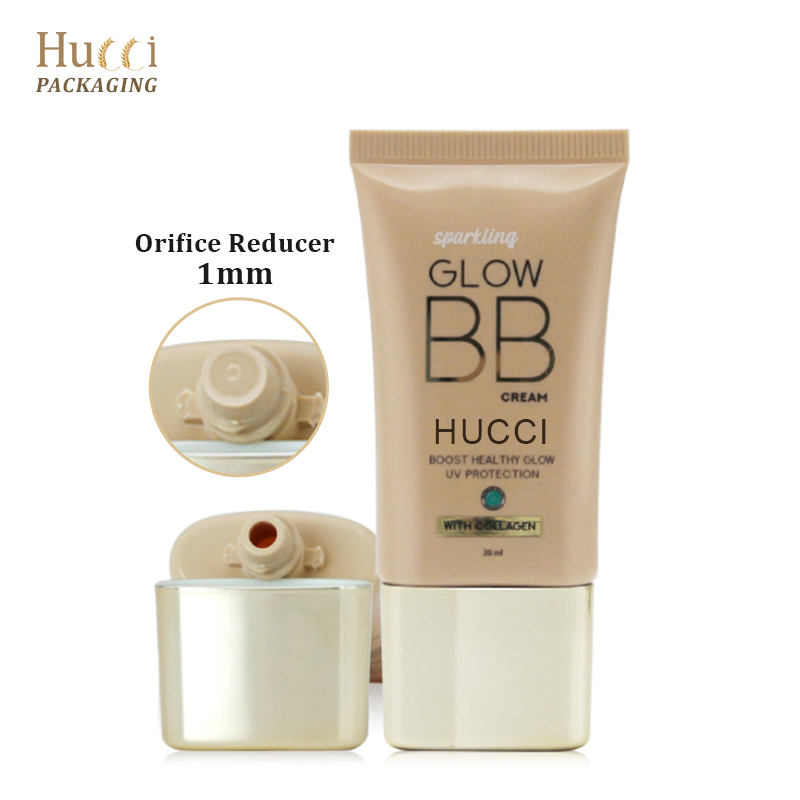 Hucci
PACKAGING
Orifice Reducer
1mm
sparkling
GLOW
BB
CREAM
HUCCI
BOOST HEALTHY GLOW
UV PROTECTION
WITH COLLAGEN
30 ml